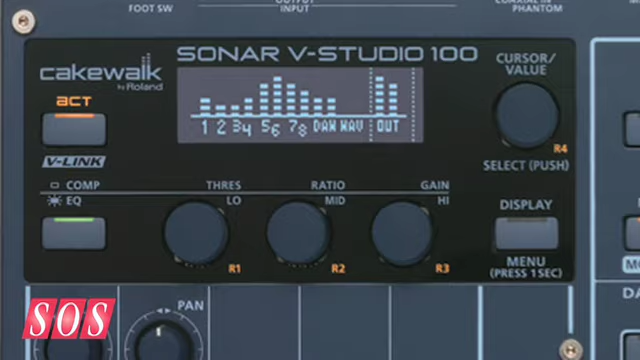 FOOT SW
INPUT
PHANTOM
SONAR V-STUDIO 100
cakewalk
by Roland
CURSOR/
VALUE
ACT
1 2 3 4 5 6 7 8 DAW WAV OUT
V-LINK
R4
SELECT (PUSH)
COMP
THRES
RATIO
GAIN
EQ
LO
MID
HI
DISPLAY
R1
R2
R3
MENU
(PRESS 1SEC)
PAN
SOS